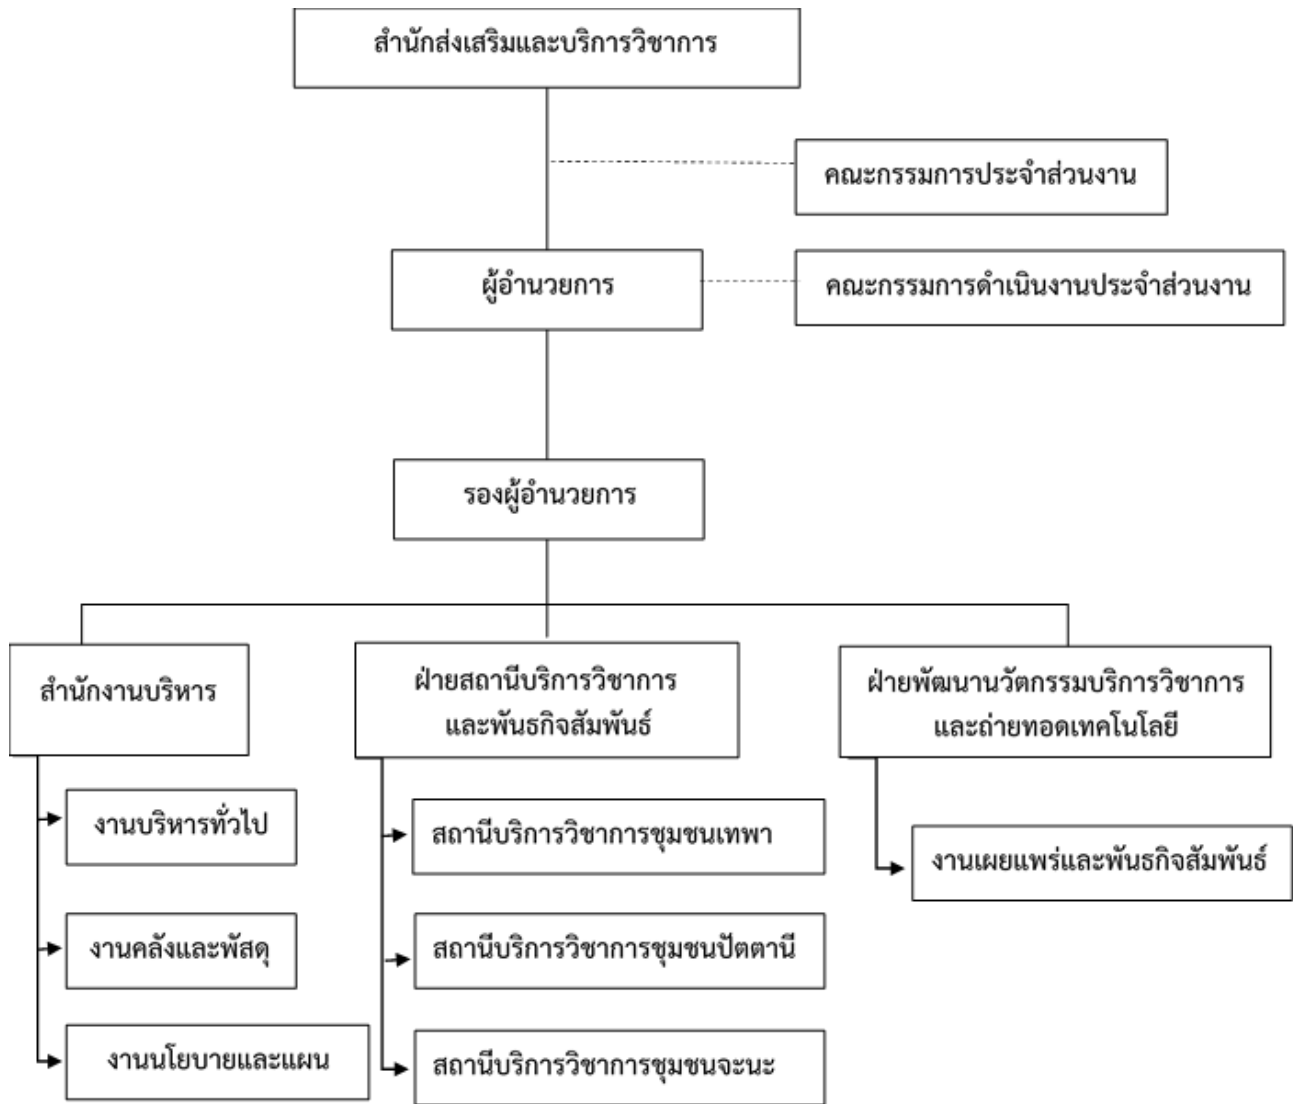 สำนักส่งเสริมและบริการวิชาการ
คณะกรรมการประจำส่วนงาน
ผู้อำนวยการ
คณะกรรมการดำเนินงานประจำส่วนงาน
รองผู้อำนวยการ
สำนักงานบริหาร
ฝ่ายสถานีบริการวิชาการ
และพันธกิจสัมพันธ์
ฝ่ายพัฒนานวัตกรรมบริการวิชาการ
และถ่ายทอดเทคโนโลยี
งานบริหารทั่วไป
งานคลังและพัสดุ
งานนโยบายและแผน
สถานีบริการวิชาการชุมชนเทพา
สถานีบริการวิชาการชุมชนปัตตานี
สถานีบริการวิชาการชุมชนจะนะ
งานเผยแพร่และพันธกิจสัมพันธ์